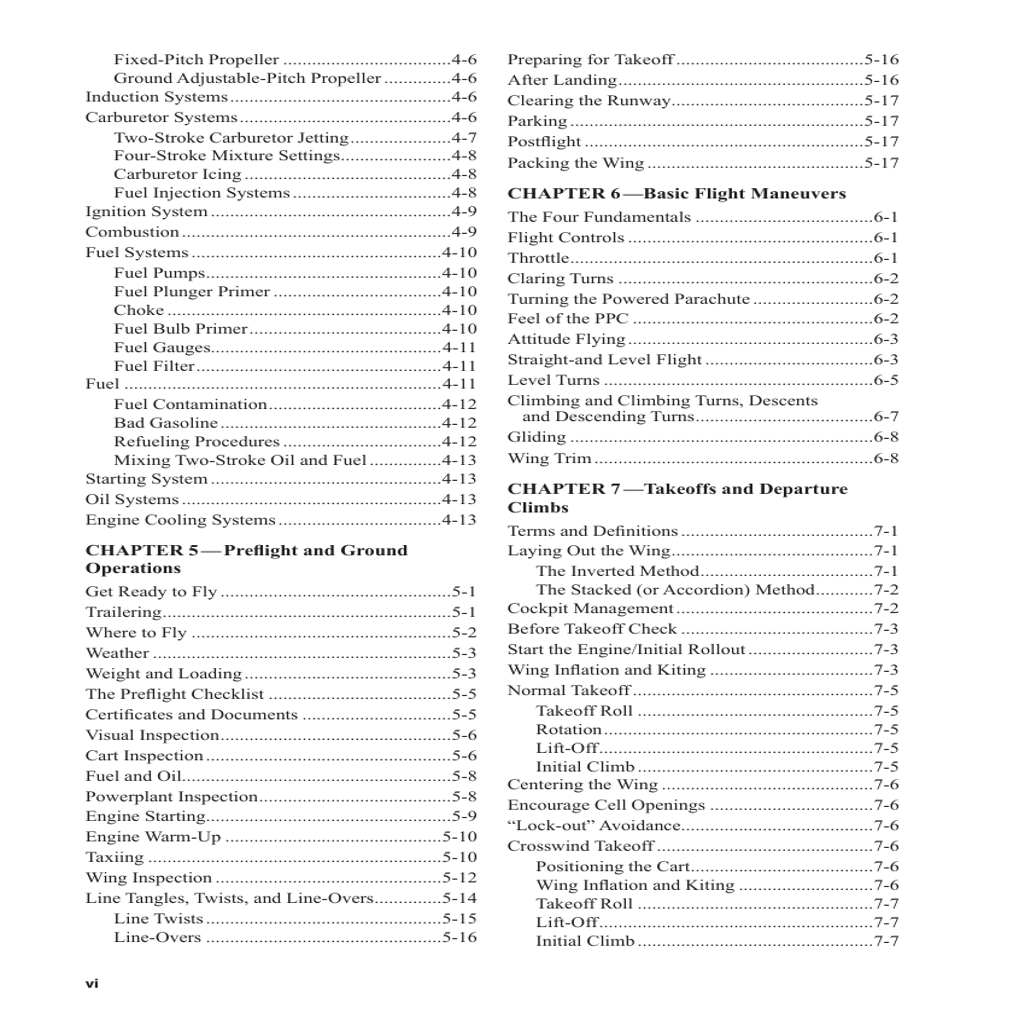 Fixed-Pitch Propeller ...................................4-6
Ground Adjustable-Pitch Propeller ..............4-6
Induction Systems..............................................4-6
Carburetor Systems............................................4-6
Two-Stroke Carburetor Jetting.....................4-7
Four-Stroke Mixture Settings.......................4-8
Carburetor Icing ...........................................4-8
Fuel Injection Systems .................................4-8
Ignition System ..................................................4-9
Combustion ........................................................4-9
Fuel Systems ....................................................4-10
Fuel Pumps.................................................4-10
Fuel Plunger Primer ...................................4-10
Choke .........................................................4-10
Fuel Bulb Primer........................................4-10
Fuel Gauges................................................4-11
Fuel Filter...................................................4-11
Fuel ..................................................................4-11
Fuel Contamination....................................4-12
Bad Gasoline ..............................................4-12
Refueling Procedures .................................4-12
Mixing Two-Stroke Oil and Fuel ...............4-13
Starting System ................................................4-13
Oil Systems ......................................................4-13
Engine Cooling Systems ..................................4-13
CHAPTER 5—Preflight and Ground
Operations
Get Ready to Fly ................................................5-1
Trailering............................................................5-1
Where to Fly ......................................................5-2
Weather ..............................................................5-3
Weight and Loading ...........................................5-3
The Preflight Checklist ......................................5-5
Certificates and Documents ...............................5-5
Visual Inspection................................................5-6
Cart Inspection ...................................................5-6
Fuel and Oil........................................................5-8
Powerplant Inspection........................................5-8
Engine Starting...................................................5-9
Engine Warm-Up .............................................5-10
Taxiing .............................................................5-10
Wing Inspection ...............................................5-12
Line Tangles, Twists, and Line-Overs..............5-14
Line Twists .................................................5-15
Line-Overs .................................................5-16
Preparing for Takeoff.......................................5-16
After Landing...................................................5-16
Clearing the Runway........................................5-17
Parking .............................................................5-17
Postflight ..........................................................5-17
Packing the Wing .............................................5-17
CHAPTER 6—Basic Flight Maneuvers
The Four Fundamentals .....................................6-1
Flight Controls ...................................................6-1
Throttle...............................................................6-1
Claring Turns .....................................................6-2
Turning the Powered Parachute .........................6-2
Feel of the PPC ..................................................6-2
Attitude Flying ...................................................6-3
Straight-and Level Flight ...................................6-3
Level Turns ........................................................6-5
Climbing and Climbing Turns, Descents
and Descending Turns.....................................6-7
Gliding ...............................................................6-8
Wing Trim ..........................................................6-8
CHAPTER 7—Takeoffs and Departure
Climbs
Terms and Definitions ........................................7-1
Laying Out the Wing..........................................7-1
The Inverted Method....................................7-1
The Stacked (or Accordion) Method............7-2
Cockpit Management .........................................7-2
Before Takeoff Check ........................................7-3
Start the Engine/Initial Rollout ..........................7-3
Wing Inflation and Kiting ..................................7-3
Normal Takeoff..................................................7-5
Takeoff Roll .................................................7-5
Rotation........................................................7-5
Lift-Off.........................................................7-5
Initial Climb .................................................7-5
Centering the Wing ............................................7-6
Encourage Cell Openings ..................................7-6
“Lock-out” Avoidance........................................7-6
Crosswind Takeoff .............................................7-6
Positioning the Cart......................................7-6
Wing Inflation and Kiting ............................7-6
Takeoff Roll .................................................7-7
Lift-Off.........................................................7-7
Initial Climb .................................................7-7
vi